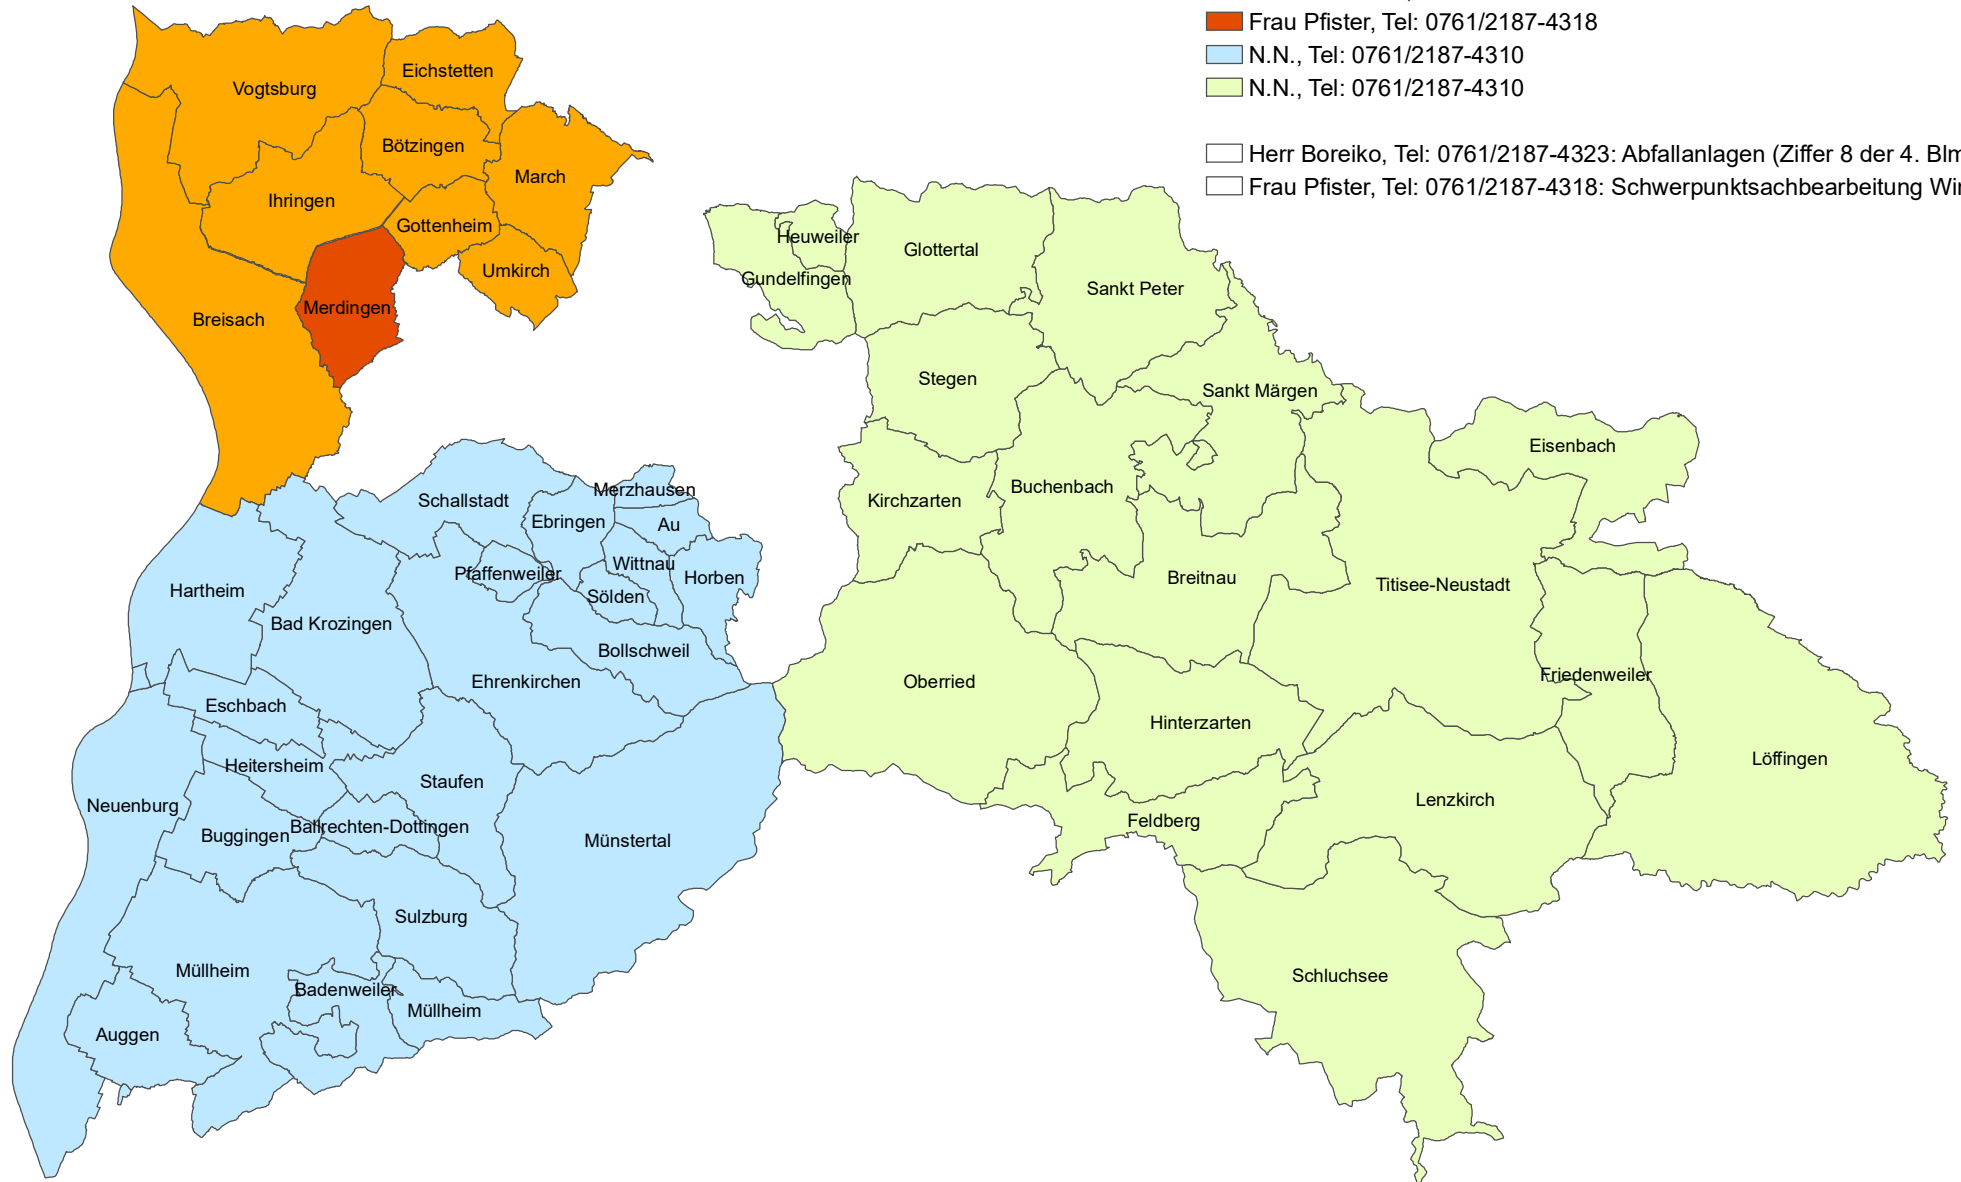 Frau Pfister, Tel: 0761/2187-4318
N.N., Tel: 0761/2187-4310
N.N., Tel: 0761/2187-4310
Herr Boreiko, Tel: 0761/2187-4323: Abfallanlagen (Ziffer 8 der 4. BIm
Frau Pfister, Tel: 0761/2187-4318: Schwerpunktsachbearbeitung
Vogtsburg
Eichstetten
Bötzingen
March
Ihringen
Gottenheim
Umkirch
Merdingen
Breisach
Heuweiler
Glottertal
Gundelfingen
Sankt Peter
Stegen
Sankt Märgen
Eisenbach
Kirchzarten
Buchenbach
Breitnau
Titisee-Neustadt
Friedenweiler
Oberried
Hinterzarten
Löffingen
Feldberg
Lenzkirch
Schluchsee
Schallstadt
Merzhausen
Ebringen
Au
Pfaffenweiler
Wittnau
Horben
Sölden
Hartheim
Bad Krozingen
Bollschweil
Ehrenkirchen
Eschbach
Heitersheim
Staufen
Neuenburg
Buggingen
Ballrechten-Dottingen
Münstertal
Sulzburg
Müllheim
Badenweiler
Müllheim
Auggen